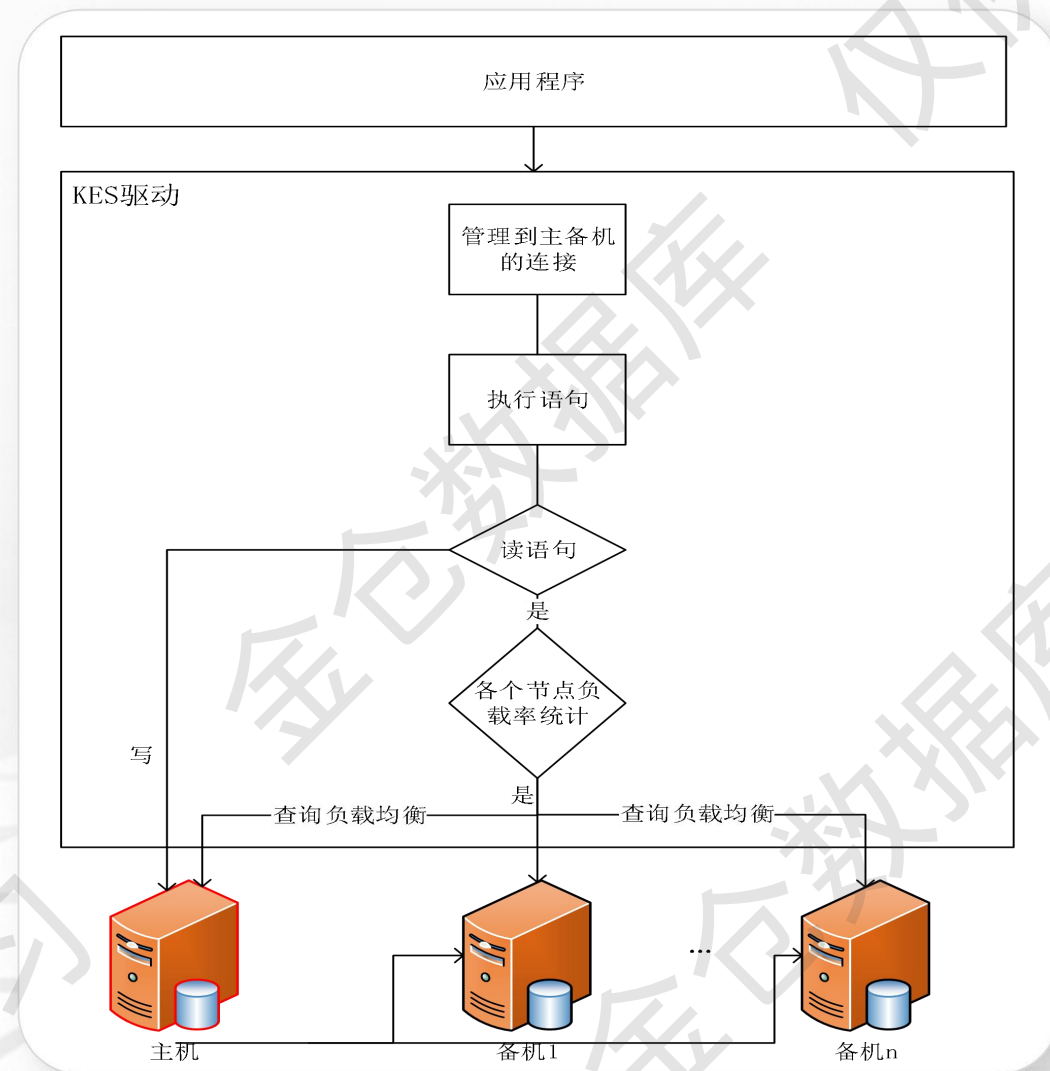 应用程序
KES驱动
管理到主备机
的连接
执行语句
读语句
是
各个节点负
载率统计
写
是
查询负载均衡
查询负载均衡
...
主机
备机1
备机n
金仓数据库
金仓数据库
仅
习